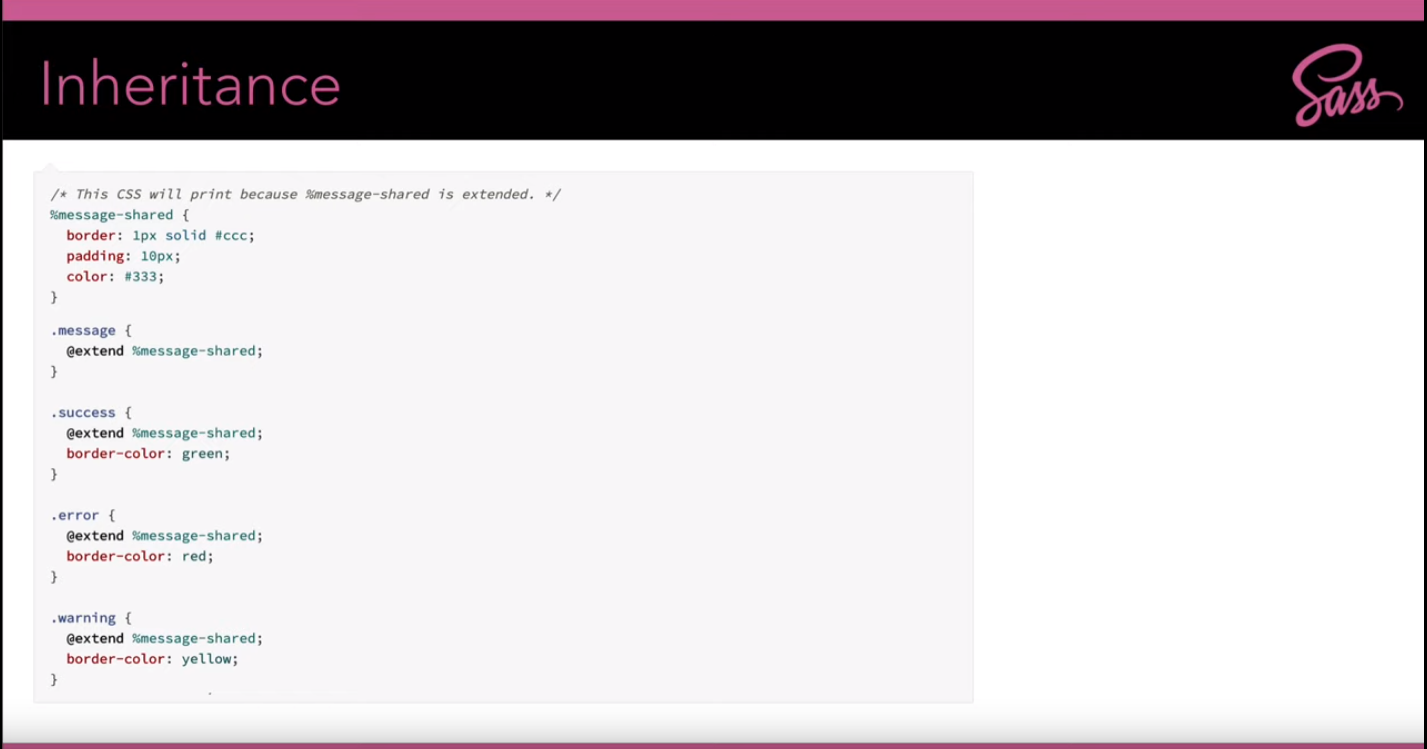 Inheritance
Sass
/* This CSS will print because %message-shared is extended. */
%message-shared {
  border: 1px solid #ccc;
  padding: 10px;
  color: #333;
}
.message {
  @extend %message-shared;
}
.success {
  @extend %message-shared;
  border-color: green;
}
.error {
  @extend %message-shared;
  border-color: red;
}
.warning {
  @extend %message-shared;
  border-color: yellow;
}